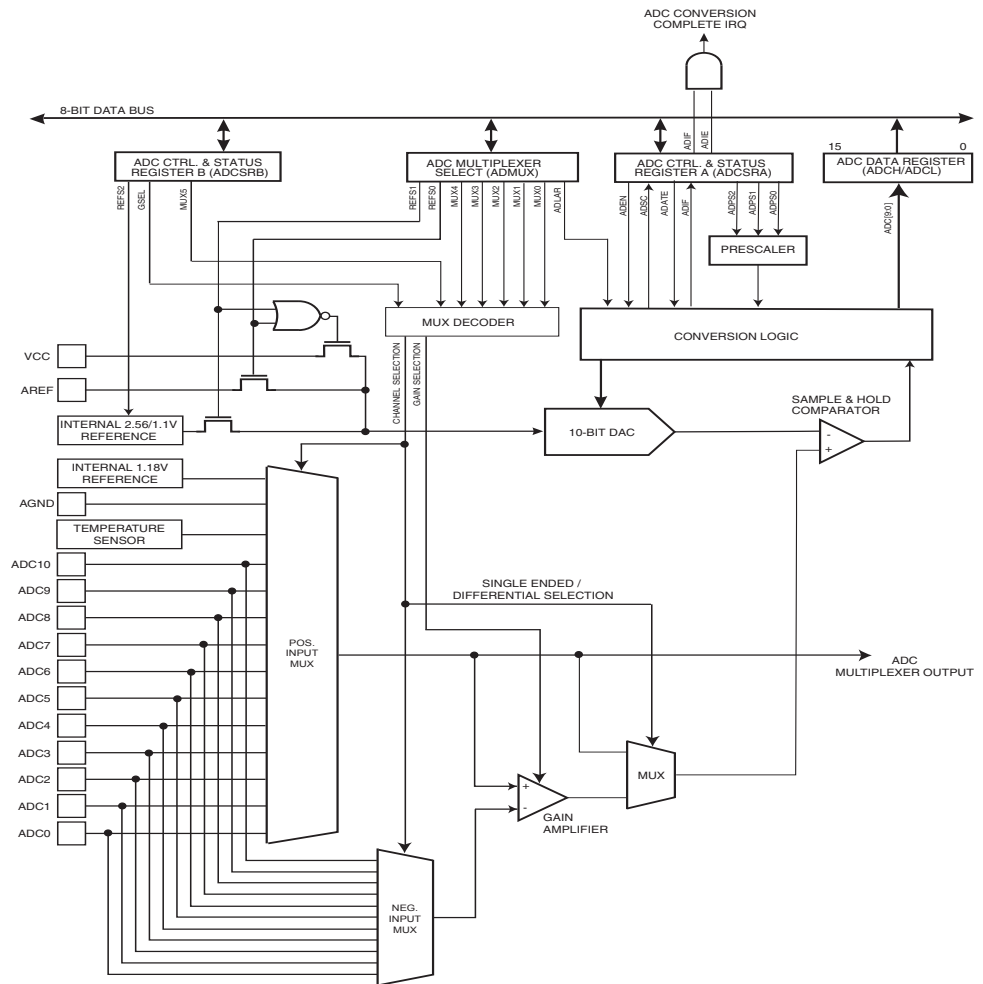 ADC CONVERSION
COMPLETE IRQ
8-BIT DATA BUS
ADIF
ADIE
15
0
ADC CTRL. & STATUS
REGISTER B (ADCSRB)
ADC MULTIPLEXER
SELECT (ADMUX)
ADC CTRL. & STATUS
REGISTER A (ADCSRA)
ADC DATA REGISTER
(ADCH/ADCL)
REFS2
GSEL
MUX5
REFS1
REFS0
MUX4
MUX3
MUX2
MUX1
MUX0
ADLAR
ADEN
ADSC
ADATE
ADIF
ADPS2
ADPS1
ADPS0
ADC[9:0]
PRESCALER
MUX DECODER
CONVERSION LOGIC
VCC
AREF
INTERNAL 2.56/1.1V
REFERENCE
CHANNEL SELECTION
GAIN SELECTION
10-BIT DAC
SAMPLE & HOLD
COMPARATOR
-
+
INTERNAL 1.18V
REFERENCE
AGND
TEMPERATURE
SENSOR
ADC10
ADC9
ADC8
ADC7
ADC6
ADC5
ADC4
ADC3
ADC2
ADC1
ADC0
POS.
INPUT
MUX
SINGLE ENDED /
DIFFERENTIAL SELECTION
ADC
MULTIPLEXER OUTPUT
MUX
+
-
GAIN
AMPLIFIER
NEG.
INPUT
MUX